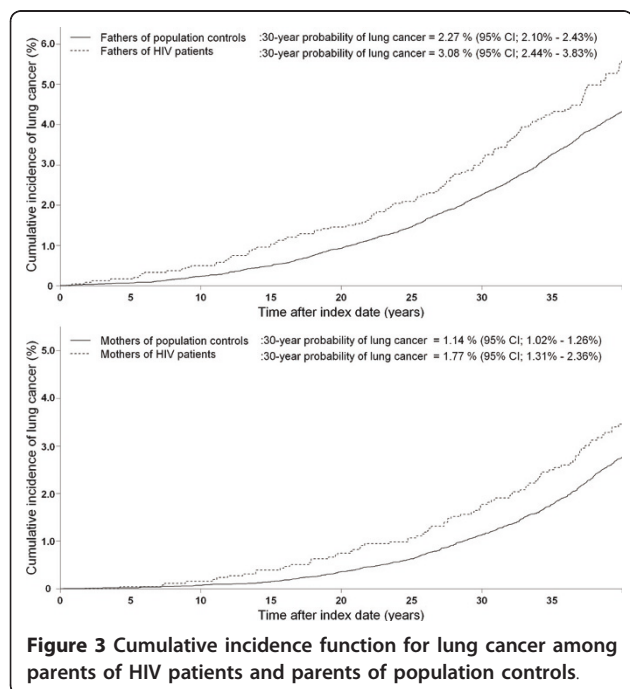 Fathers of population controls :30-year probability of lung cancer = 2.27 % (95% CI; 2.10% - 2.43%)
Fathers of HIV patients :30-year probability of lung cancer = 3.08 % (95% CI; 2.44% - 3.83%)
Cumulative incidence of lung cancer (%)
6.0
5.0
4.0
3.0
2.0
1.0
0
0 5 10 15 20 25 30 35
Time after index date (years)
Mothers of population controls :30-year probability of lung cancer = 1.14 % (95% CI; 1.02% - 1.26%)
Mothers of HIV patients :30-year probability of lung cancer = 1.77 % (95% CI; 1.31% - 2.36%)
Cumulative incidence of lung cancer (%)
5.0
4.0
3.0
2.0
1.0
0
0 5 10 15 20 25 30 35
Time after index date (years)
Figure 3 Cumulative incidence function for lung cancer among
parents of HIV patients and parents of population controls.